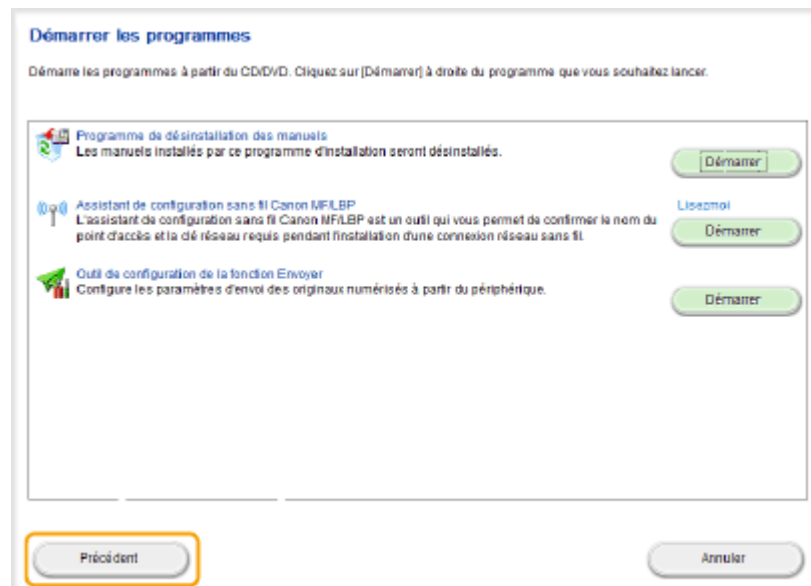 Démarrer les programmes
Démarre les programmes à partir du CD/DVD. Cliquez sur [Démarrer] à droite du programme que vous souhaitez lancer.
Programme de désinstallation des manuels
Les manuels installés par ce programme d'installation seront désinstallés.
Démarrer
Assistant de configuration sans fil Canon MF/LBP
Lisezmoi
L'assistant de configuration sans fil Canon MF/LBP est un outil qui vous permet de confirmer le nom du
point d'accès et la clé réseau requis pendant l'installation d'une connexion réseau sans fil.
Démarrer
Outil de configuration de la fonction Envoyer
Configure les paramètres d'envoi des originaux numérisés à partir du périphérique.
Démarrer
Précédent
Annuler